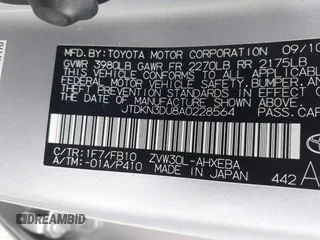 MFD. BY: TOYOTA MOTOR CORPORATION 09/10
GVWR 3980LB GAWR FR 2270LB RR 2175LB
THIS VEHICLE CONFORMS TO ALL APPLICABLE
FEDERAL MOTOR VEHICLE SAFETY, BUMPER, AND
THEFT PREVENTION STANDARDS IN EFFECT ON THE
DATE OF MANUFACTURE SHOWN ABOVE.
JTDKN3DU8A0228564 PASS.CAR
C/TR:1F7/FB10 ZVW30L-AHXEBA
A/TM:-01A/P410 MADE IN JAPAN 442
DREAMBID